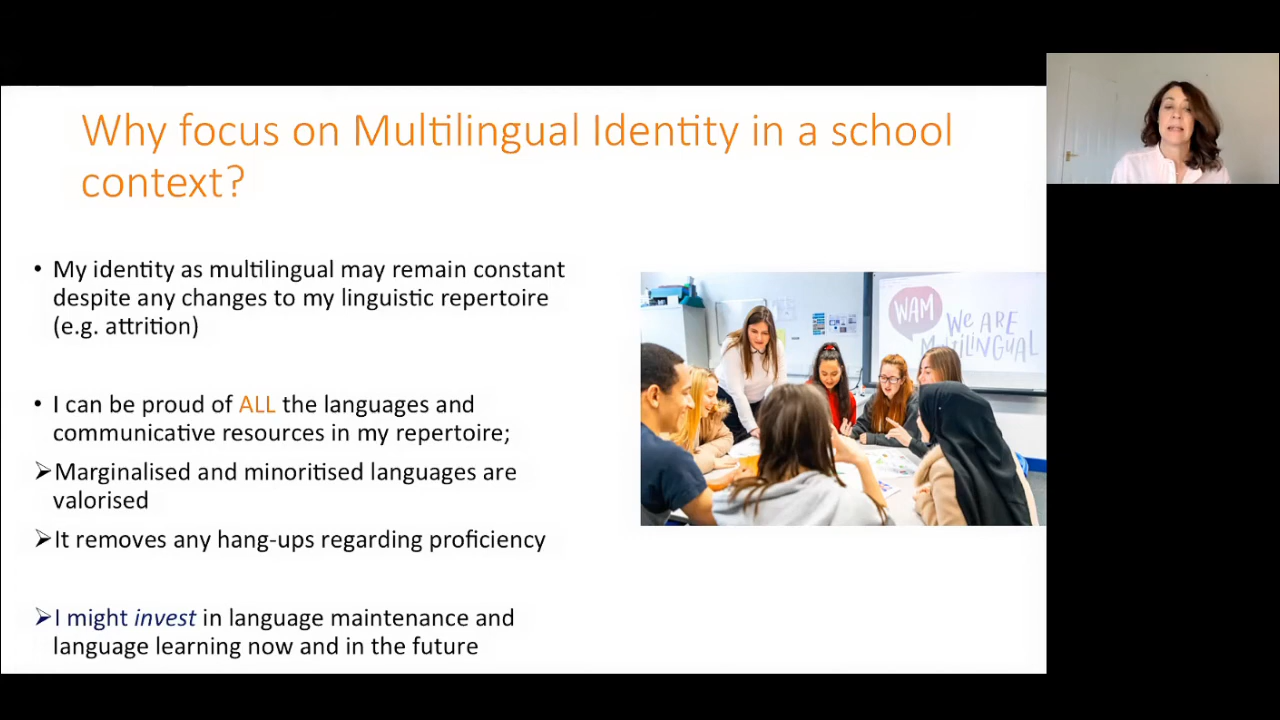 Why focus on Multilingual Identity in a school
context?
• My identity as multilingual may remain constant
despite any changes to my linguistic repertoire
(e.g. attrition)
• I can be proud of ALL the languages and
communicative resources in my repertoire;
➢Marginalised and minoritised languages are
valorised
➢It removes any hang-ups regarding proficiency
➢I might invest in language maintenance and
language learning now and in the future
WAM
WE ARE
MULTILINGUAL